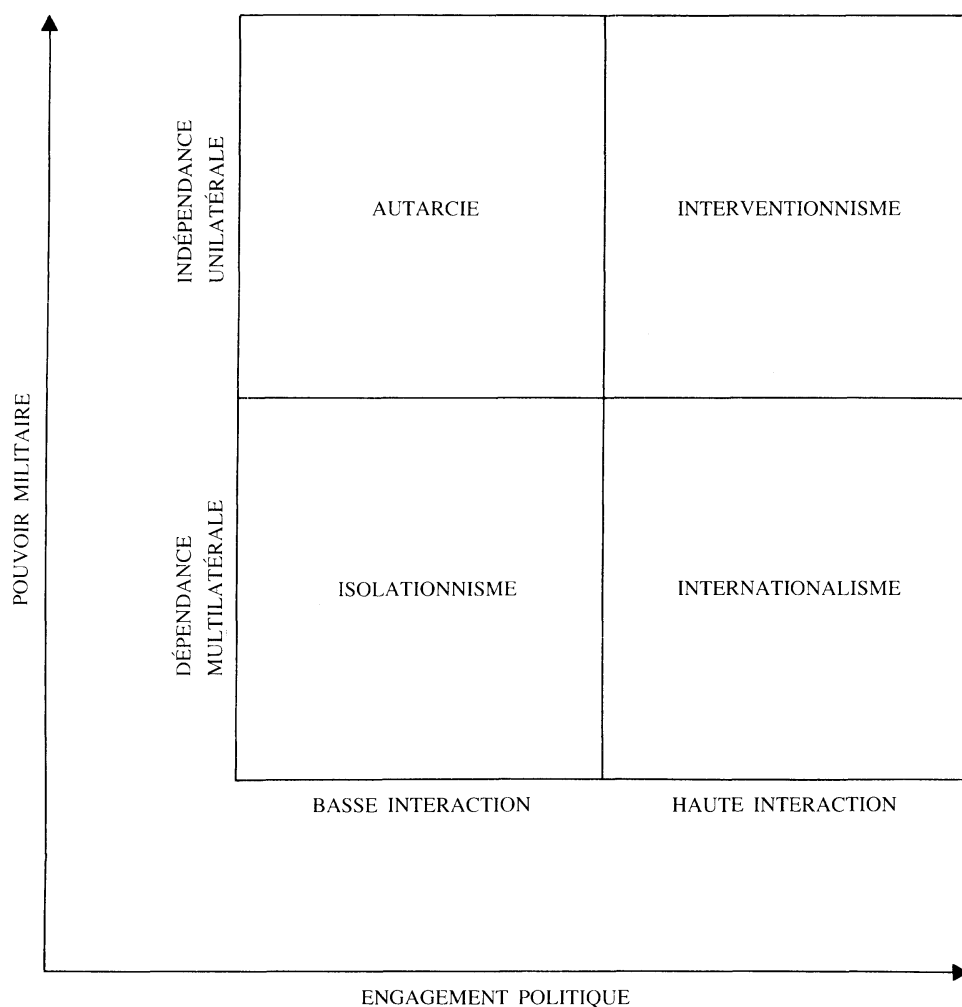 INDÉPENDANCE
UNILATÉRALE
AUTARCIE
INTERVENTIONNISME
POUVOIR MILITAIRE
DÉPENDANCE
MULTILATÉRALE
ISOLATIONNISME
INTERNATIONALISME
BASSE INTERACTION
HAUTE INTERACTION
ENGAGEMENT POLITIQUE